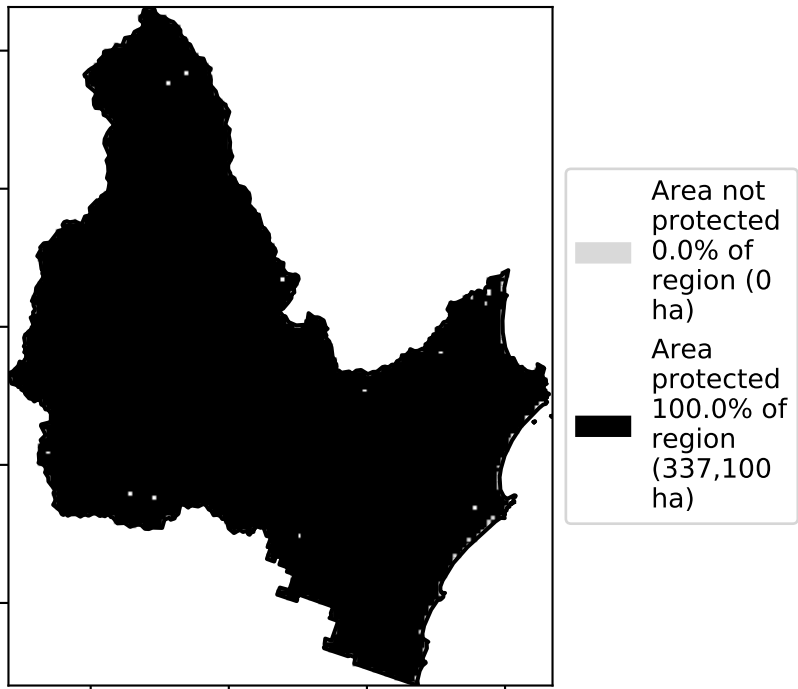 Area not
protected
0.0% of
region (0
ha)
Area
protected
100.0% of
region
(337,100
ha)